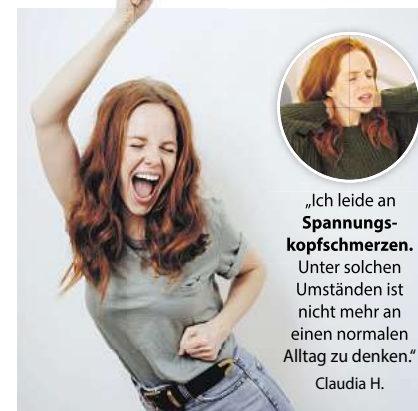 „Ich leide an
Spannungs-
kopfschmerzen.
Unter solchen
Umständen ist
nicht mehr an
einen normalen
Alltag zu denken.“
Claudia H.